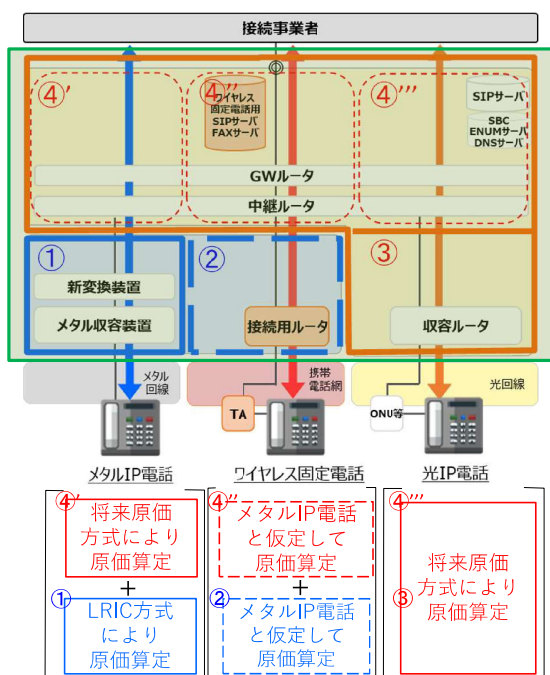 接続事業者
④′
④′′
④′′′
ワイヤレス
固定電話用
SIPサーバ
FAXサーバ
SIPサーバ
SBC
ENUMサーバ
DNSサーバ
GWルータ
中継ルータ
①
②
③
新変換装置
メタル収容装置
接続用ルータ
収容ルータ
メタル
回線
携帯
電話網
光回線
TA
ONU等
メタルIP電話
ワイヤレス固定電話
光IP電話
④′
将来原価
方式により
原価算定
+
①
LRIC方式
により
原価算定
④′′
メタルIP電話
と仮定して
原価算定
+
②
メタルIP電話
と仮定して
原価算定
④′′′
将来原価
方式により
③
原価算定